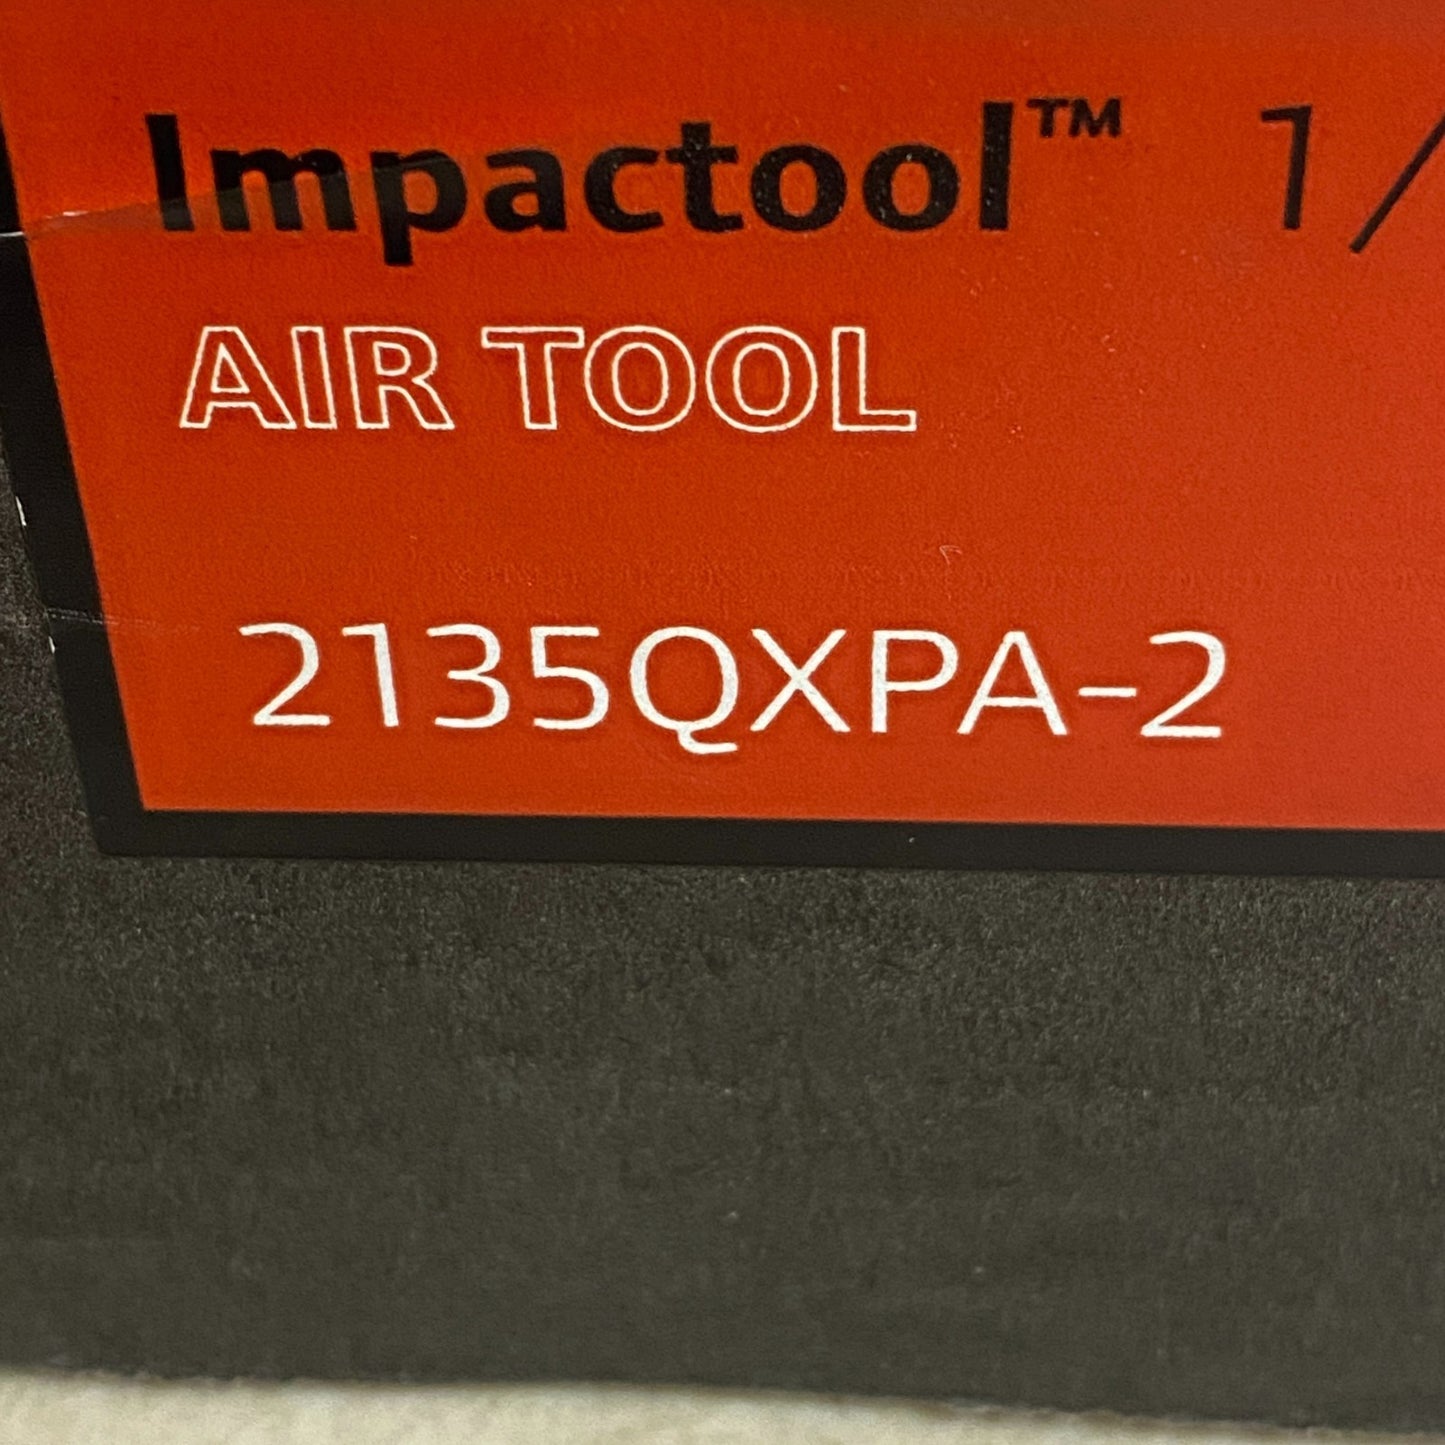 Impactool™ 1/
AIR TOOL
2135QXPA-2